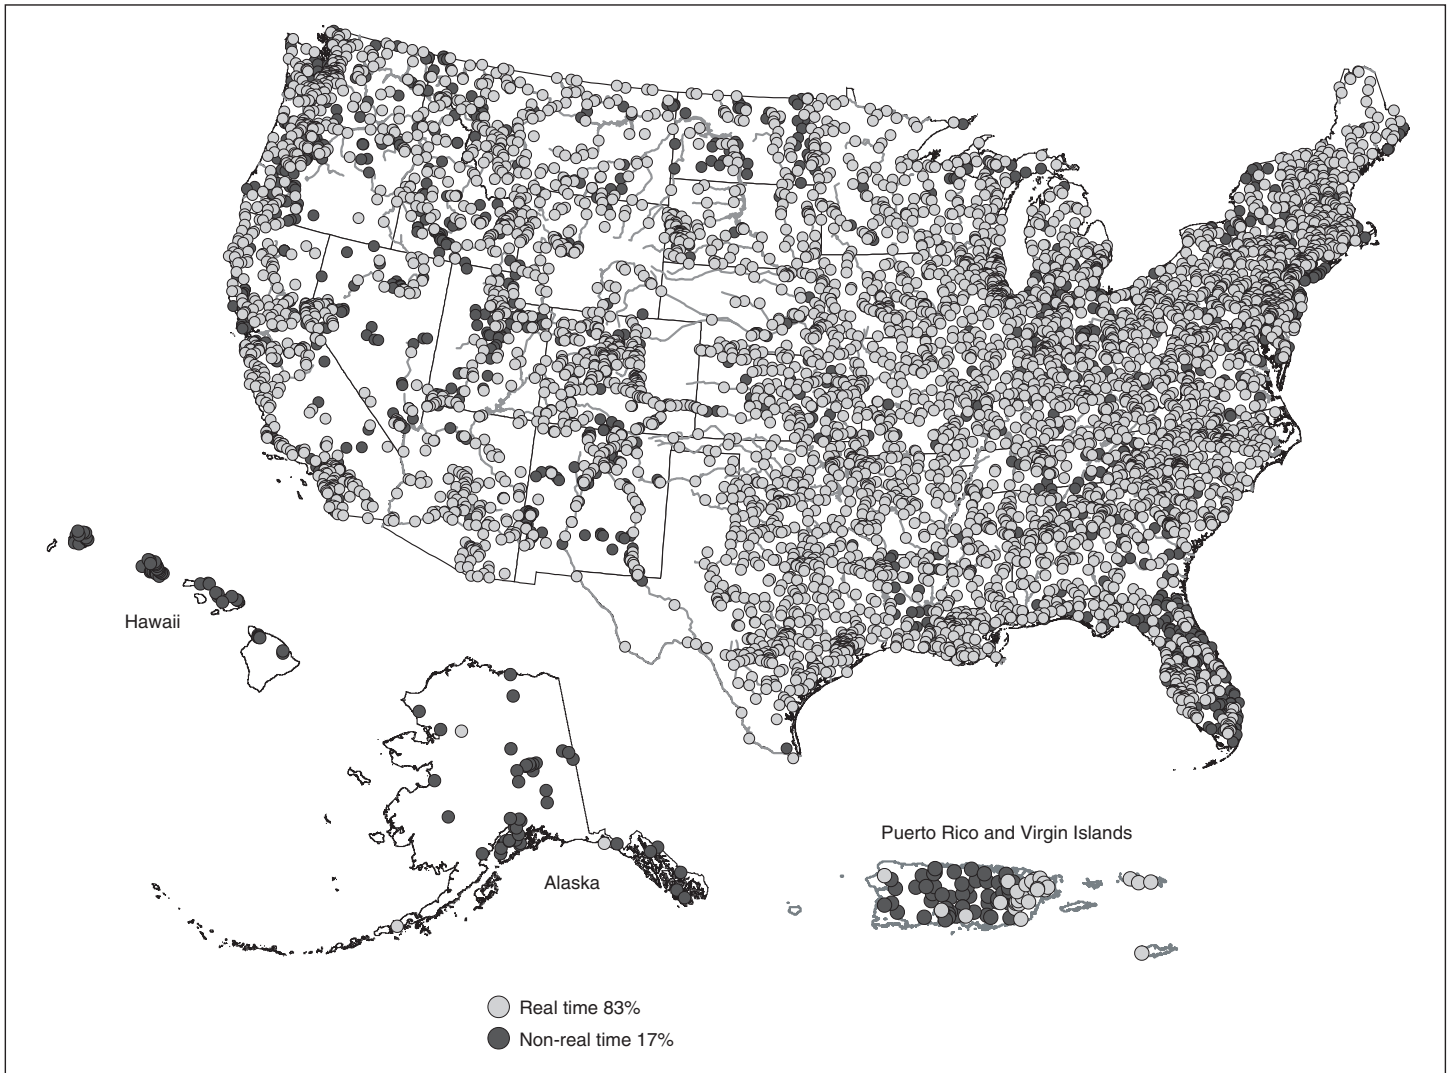 Hawaii
Puerto Rico and Virgin Islands
Alaska
Real time 83%
Non-real time 17%